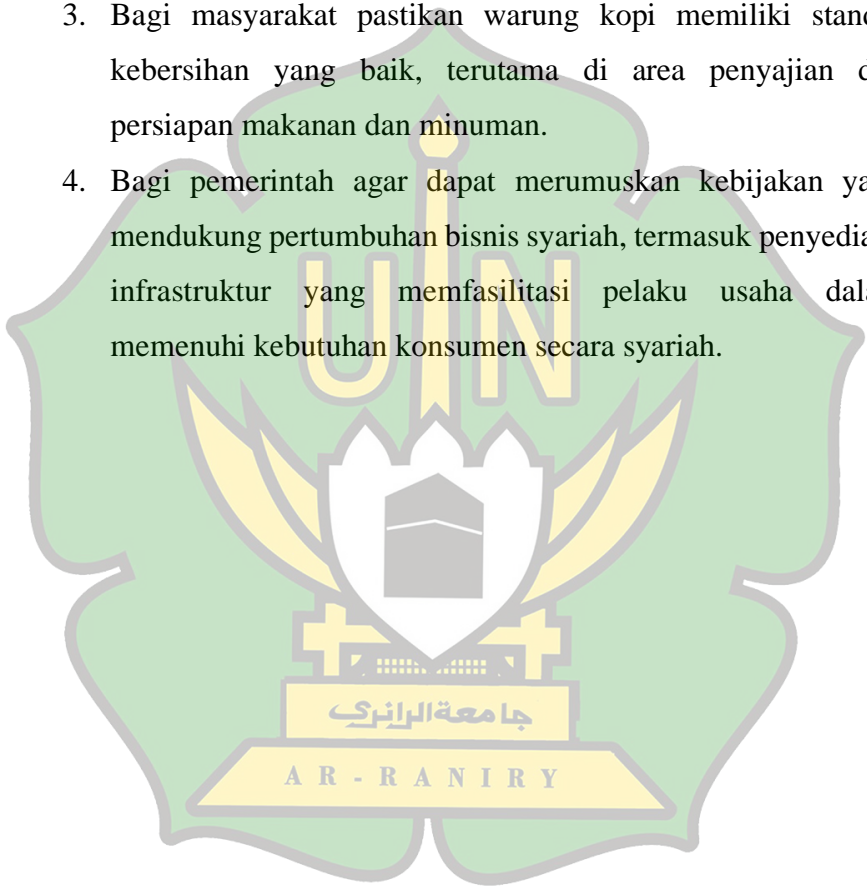 3. Bagi masyarakat pastikan warung kopi memiliki stand
kebersihan yang baik, terutama di area penyajian d
persiapan makanan dan minuman.
4. Bagi pemerintah agar dapat merumuskan kebijakan ya
mendukung pertumbuhan bisnis syariah, termasuk penyedia
infrastruktur yang memfasilitasi pelaku usaha dala
memenuhi kebutuhan konsumen secara syariah.
UIN
جامعة الرانري
AR-RANIRY